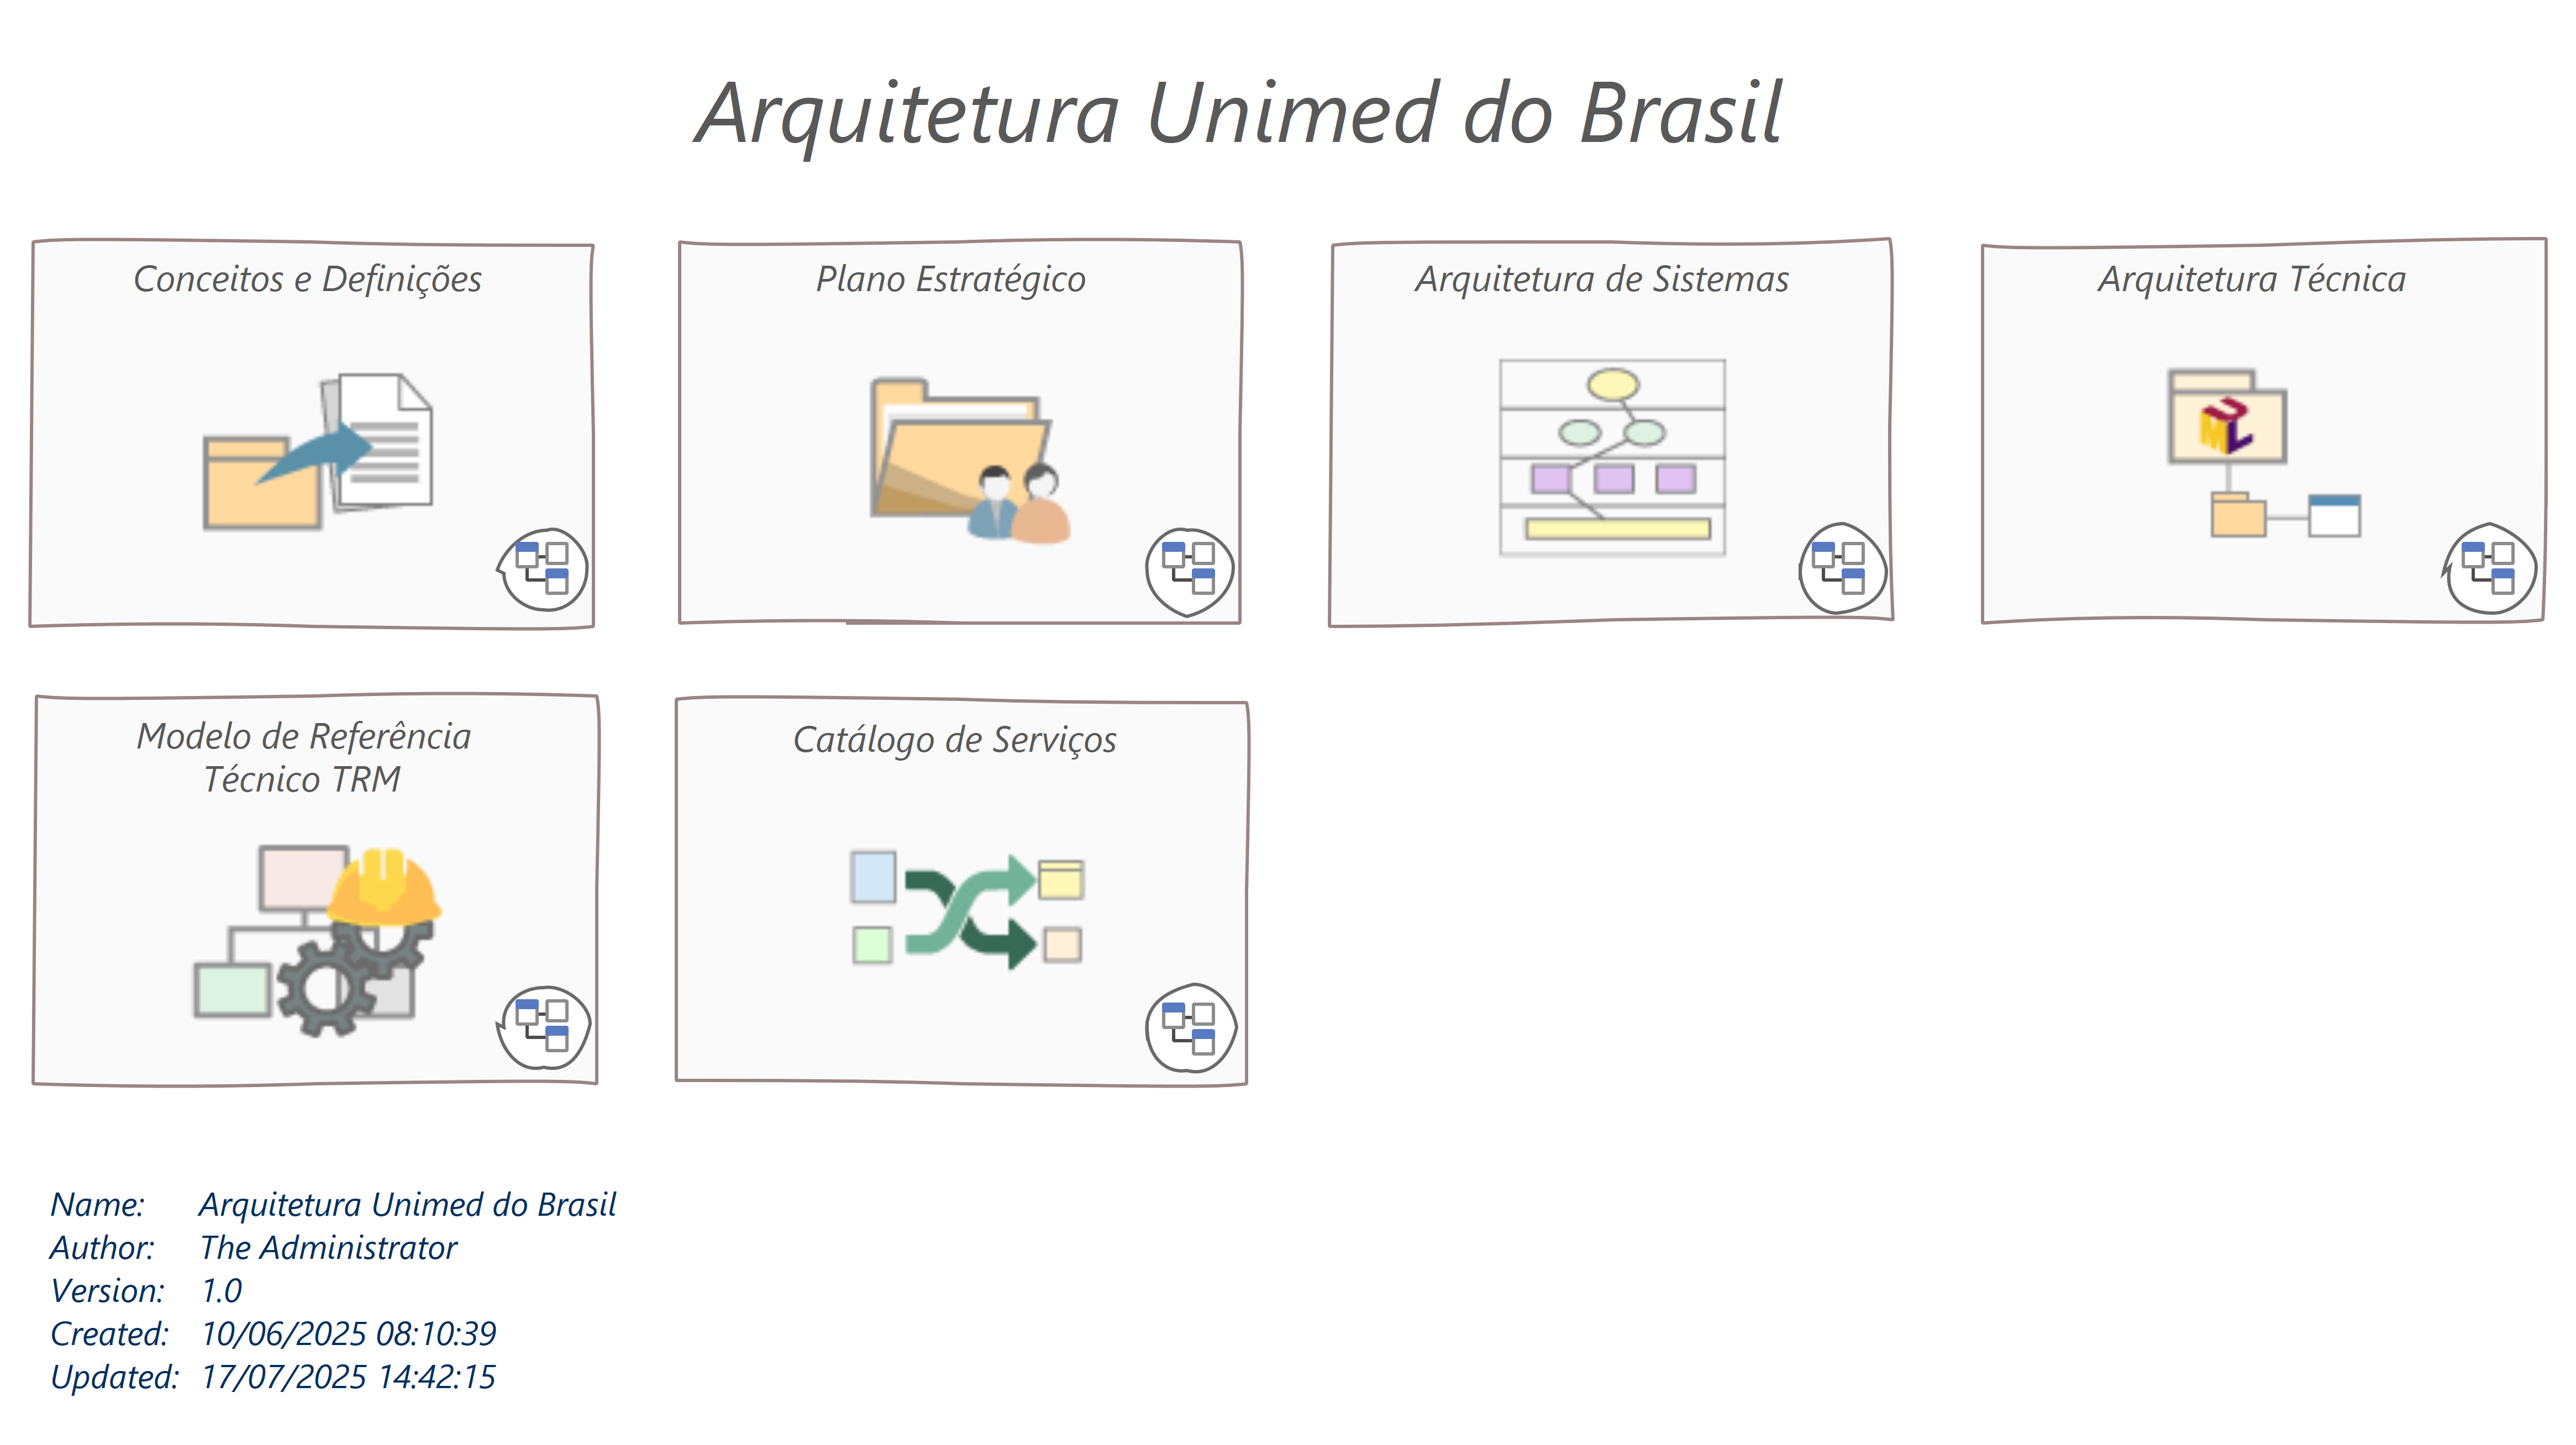 Arquitetura Unimed do Brasil
Conceitos e Definições
Plano Estratégico
Arquitetura de Sistemas
Arquitetura Técnica
UML
Modelo de Referência
Técnico TRM
Catálogo de Serviços
Name: Arquitetura Unimed do Brasil
Author: The Administrator
Version: 1.0
Created: 10/06/2025 08:10:39
Updated: 17/07/2025 14:42:15